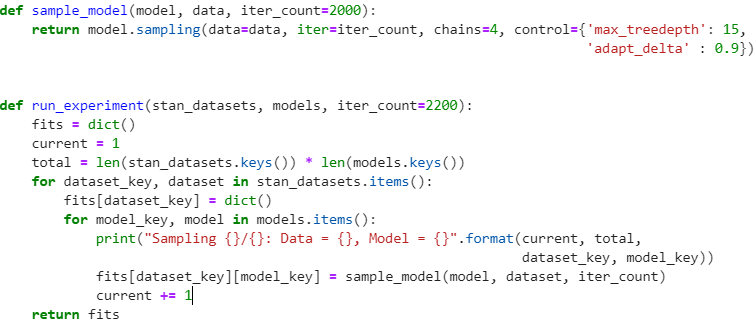 def sample_model(model, data, iter_count=2000):
    return model.sampling(data=data, iter=iter_count, chains=4, control={'max_treedepth': 15,
                                                                         'adapt_delta' : 0.9})
def run_experiment(stan_datasets, models, iter_count=2200):
    fits = dict()
    current = 1
    total = len(stan_datasets.keys()) * len(models.keys())
    for dataset_key, dataset in stan_datasets.items():
        fits[dataset_key] = dict()
        for model_key, model in models.items():
            print("Sampling {}/{}: Data = {}, Model = {}".format(current, total,
                                                                 dataset_key, model_key))
            fits[dataset_key][model_key] = sample_model(model, dataset, iter_count)
            current += 1
    return fits